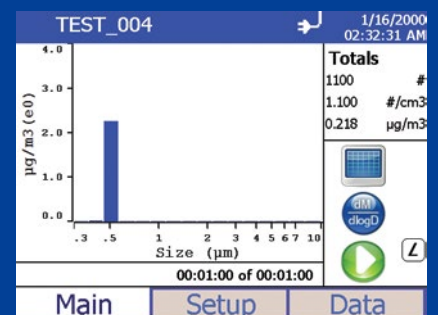 TEST_004
1/16/2000
02:32:31 AM
4.0
3.0
2.0
1.0
0.0
µg/m3(e0)
.3 .5 1 2 3 4 5 6 7 10
Size (µm)
00:01:00 of 00:01:00
Totals
1100 #
1.100 #/cm3
0.218 µg/m3
dM
dlogD
L
Main Setup Data